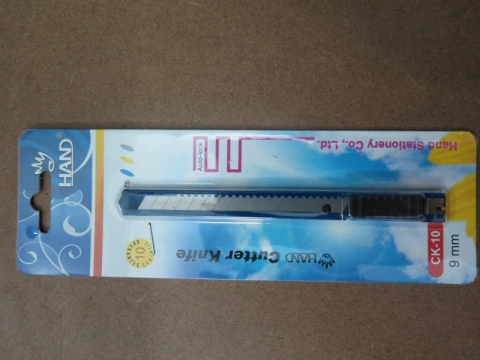 HAND®
Auto-lock
Hand Stationery Co., Ltd.
10
HAND Cutter Knife
CK-10
9 mm